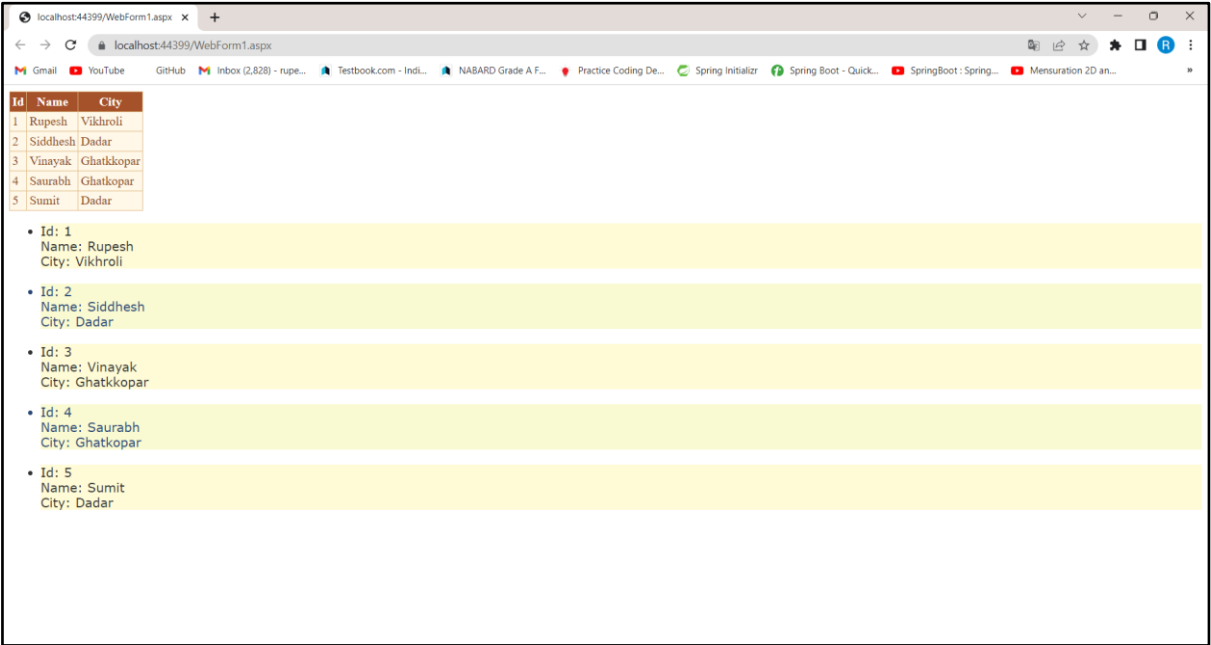 localhost:44399/WebForm1.aspx
localhost:44399/WebForm1.aspx
R
Gmail YouTube GitHub Inbox (2,828) - rupe... Testbook.com - Indi... NABARD Grade A F... Practice Coding De... Spring Initializr Spring Boot - Quick... SpringBoot : Spring... Mensuration 2D an... »
Id Name City
1 Rupesh Vikhroli
2 Siddhesh Dadar
3 Vinayak Ghatkkopar
4 Saurabh Ghatkopar
5 Sumit Dadar
• Id: 1
Name: Rupesh
City: Vikhroli
• Id: 2
Name: Siddhesh
City: Dadar
• Id: 3
Name: Vinayak
City: Ghatkkopar
• Id: 4
Name: Saurabh
City: Ghatkopar
• Id: 5
Name: Sumit
City: Dadar